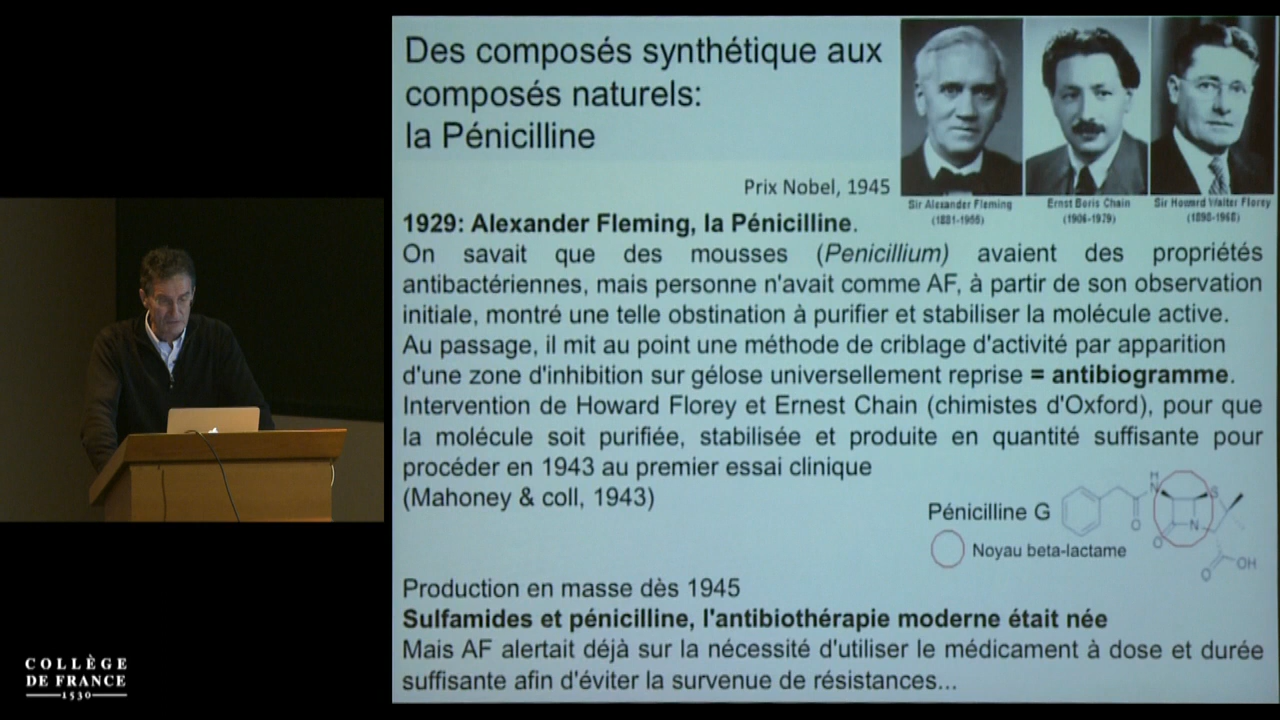 Des composés synthétique aux
composés naturels:
la Pénicilline
Prix Nobel, 1945
Sir Alexander Fleming
(1881-1955)
Ernst Boris Chain
(1906-1979)
Sir Howard Walter Florey
(1898-1968)
1929: Alexander Fleming, la Pénicilline.
On savait que des mousses (Penicillium) avaient des propriétés
antibactériennes, mais personne n'avait comme AF, à partir de son observation
initiale, montré une telle obstination à purifier et stabiliser la molécule active.
Au passage, il mit au point une méthode de criblage d'activité par apparition
d'une zone d'inhibition sur gélose universellement reprise = antibiogramme.
Intervention de Howard Florey et Ernest Chain (chimistes d'Oxford), pour que
la molécule soit purifiée, stabilisée et produite en quantité suffisante pour
procéder en 1943 au premier essai clinique
(Mahoney & coll, 1943)
Pénicilline G
H
N
S
O
N
O
O
OH
Noyau beta-lactame
Production en masse dès 1945
Sulfamides et pénicilline, l'antibiothérapie moderne était née
Mais AF alertait déjà sur la nécessité d'utiliser le médicament à dose et durée
suffisante afin d'éviter la survenue de résistances...
COLLÈGE
DE FRANCE
1530